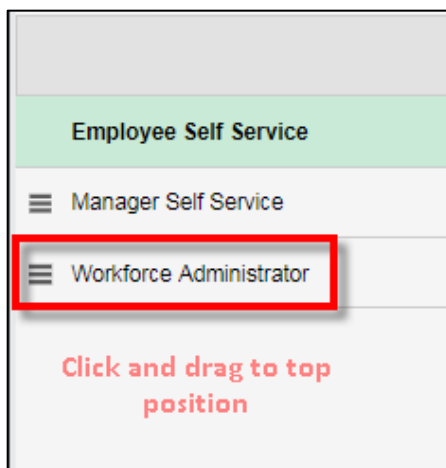 Employee Self Service
Manager Self Service
Workforce Administrator
Click and drag to top
position